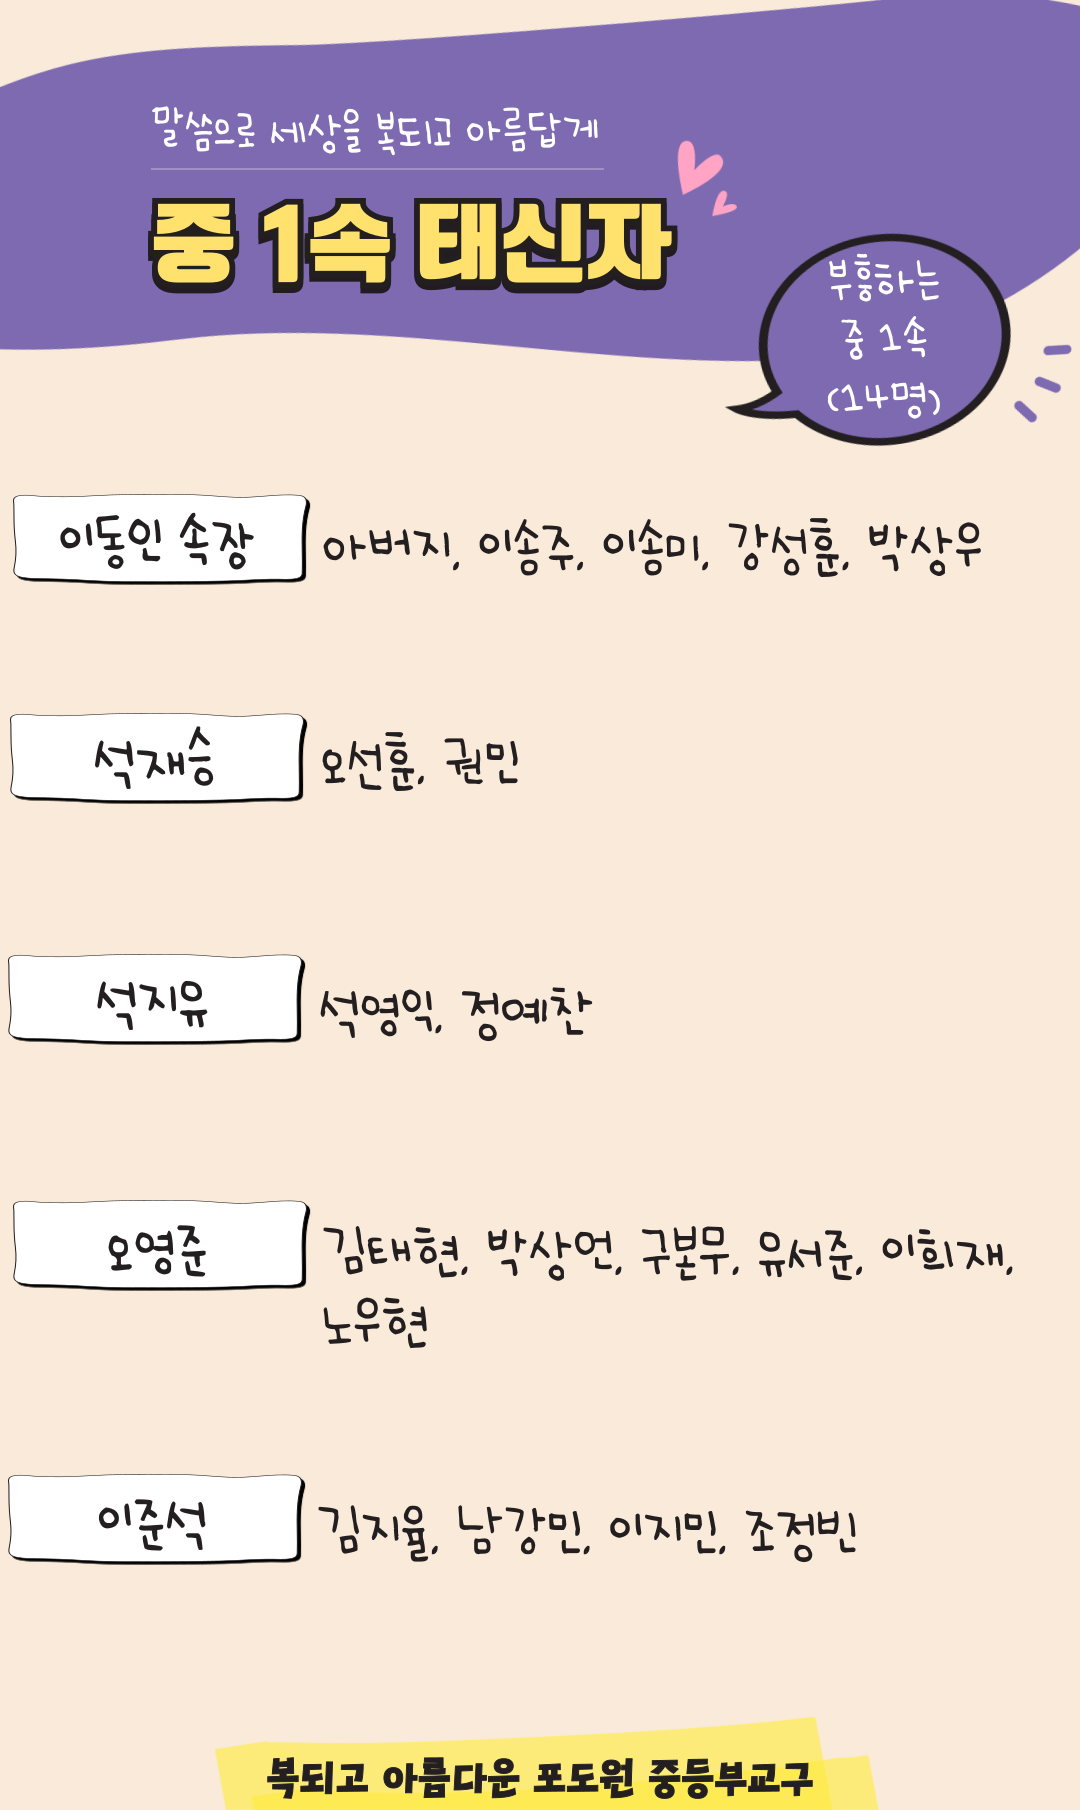 말씀으로 세상을 복되고 아름답게
중 1속 태신자
부흥하는
중 1속
(14명)
이동인 속장
아버지, 이송주, 이솜미, 강성훈, 박상우
석재승
오선훈, 권민
석지유
석영익, 정예찬
오영준
김태현, 박상언, 구본무, 유서준, 이희재,
노우현
이준석
김지율, 남강민, 이지민, 조정빈
복되고 아름다운 포도원 중등부교구